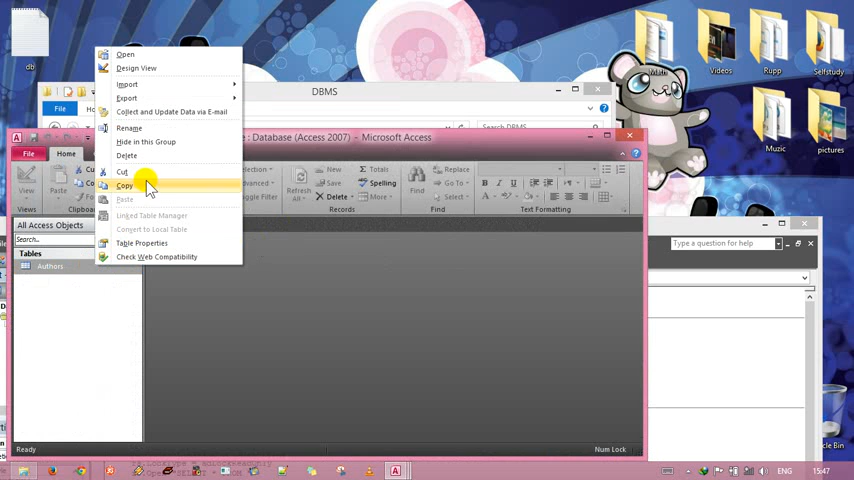 db
Math
Videos
Rupp
Selfstudy
Muzic
pictures
Open
Design View
Import
Export
Collect and Update Data via E-mail
Rename
Hide in this Group
Delete
Cut
Copy
Paste
Linked Table Manager
Convert to Local Table
Table Properties
Check Web Compatibility
DBMS
File
Search DBMS
: Database (Access 2007) – Microsoft Access
File
Home
View
Paste
Views
Refresh
All
New
Save
Delete
Totals
Spelling
More
Records
Find
Replace
Go To
Select
Find
Text Formatting
All Access Objects
Search...
Tables
Authors
Type a question for help
Ready
Num Lock
ENG
15:47